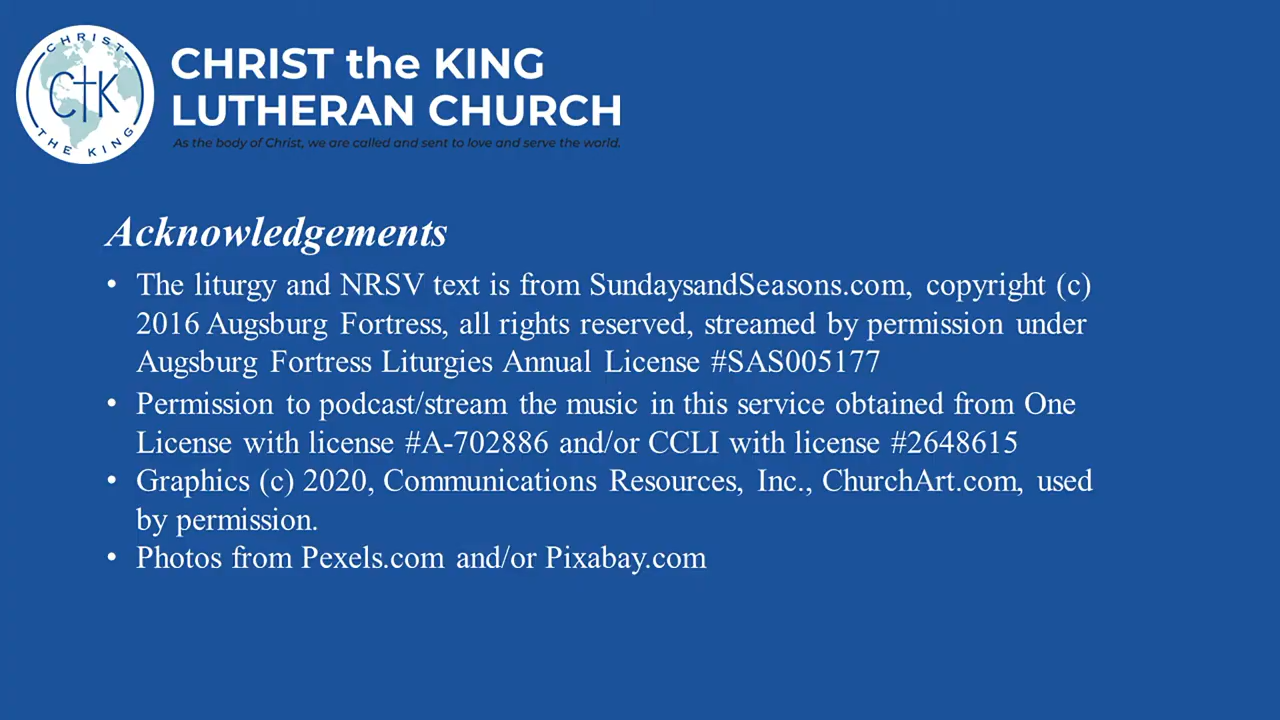 CHRIST
CtK
THE KING
CHRIST the KING
LUTHERAN CHURCH
As the body of Christ, we are called and sent to love and serve the world.
Acknowledgements
• The liturgy and NRSV text is from SundaysandSeasons.com, copyright (c)
2016 Augsburg Fortress, all rights reserved, streamed by permission under
Augsburg Fortress Liturgies Annual License #SAS005177
• Permission to podcast/stream the music in this service obtained from One
License with license #A-702886 and/or CCLI with license #2648615
• Graphics (c) 2020, Communications Resources, Inc., ChurchArt.com, used
by permission.
• Photos from Pexels.com and/or Pixabay.com